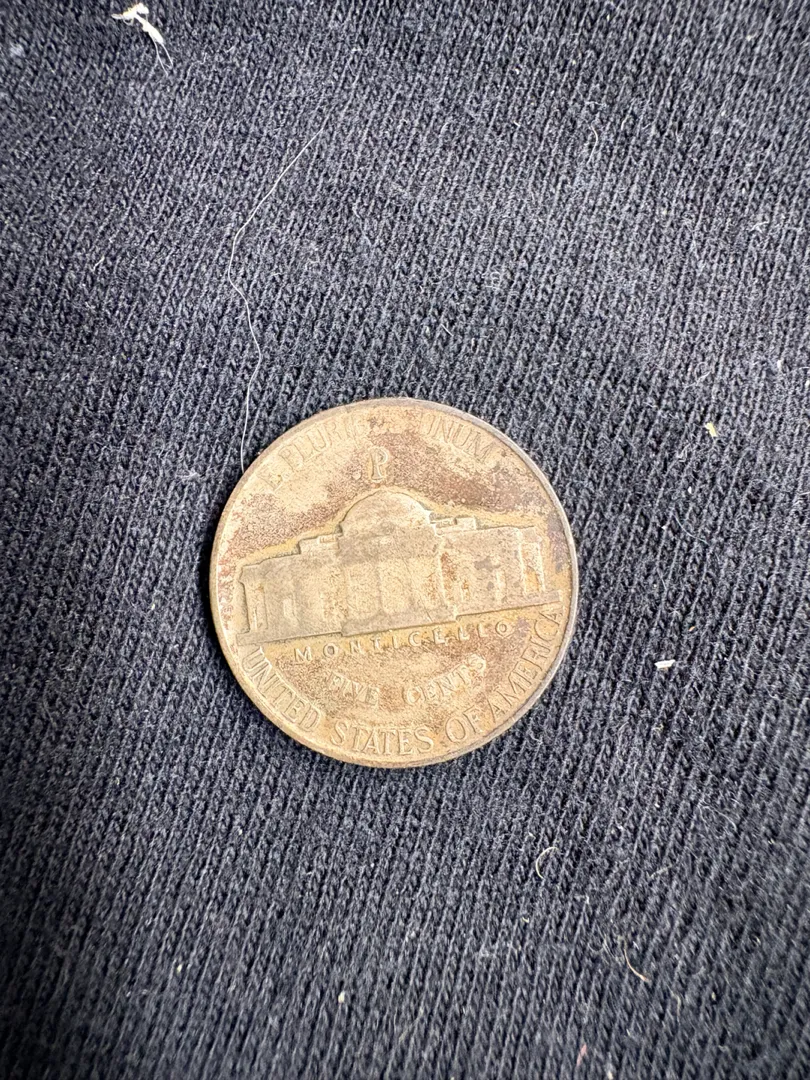 E PLURIBUS UNUM
P
MONTICELLO
FIVE CENTS
UNITED STATES OF AMERICA